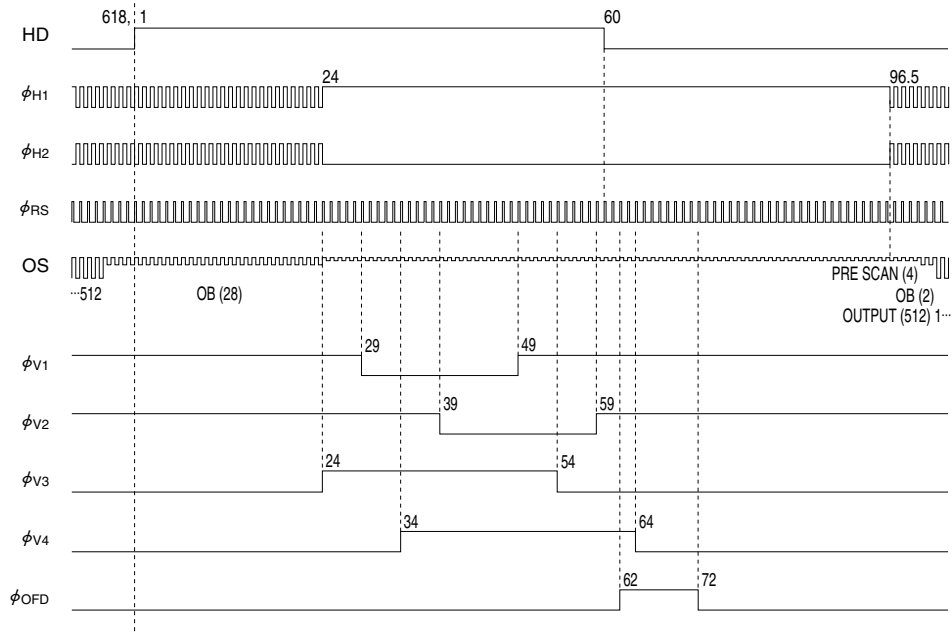 618, 1 60
HD
24 96.5
ϕH1
ϕH2
ϕRS
OS
PRE SCAN (4)
···512 OB (28) OB (2)
OUTPUT (512) 1···
29 49
ϕV1
39 59
ϕV2
24 54
ϕV3
34 64
ϕV4
62 72
ϕOFD